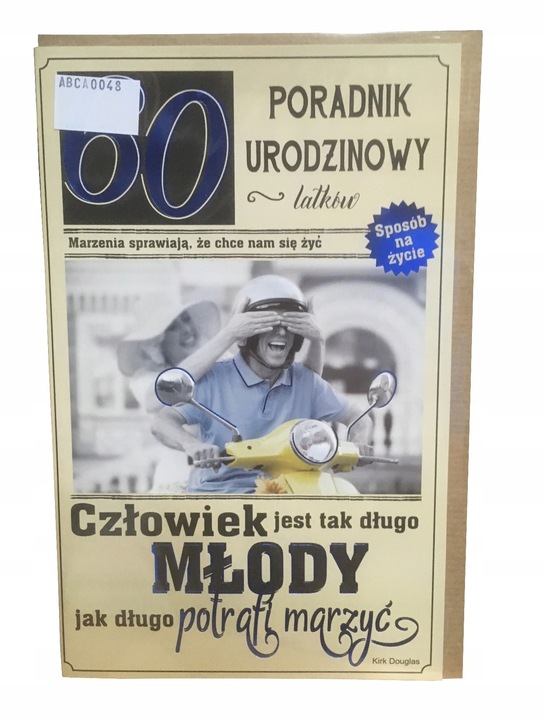 ABCA0048
60
PORADNIK
URODZINOWY
latków
Sposób
na
życie
Marzenia sprawiają, że chce nam się żyć
Człowiek jest tak długo
MŁODY
jak długo potrafi marzyć
Kirk Douglas